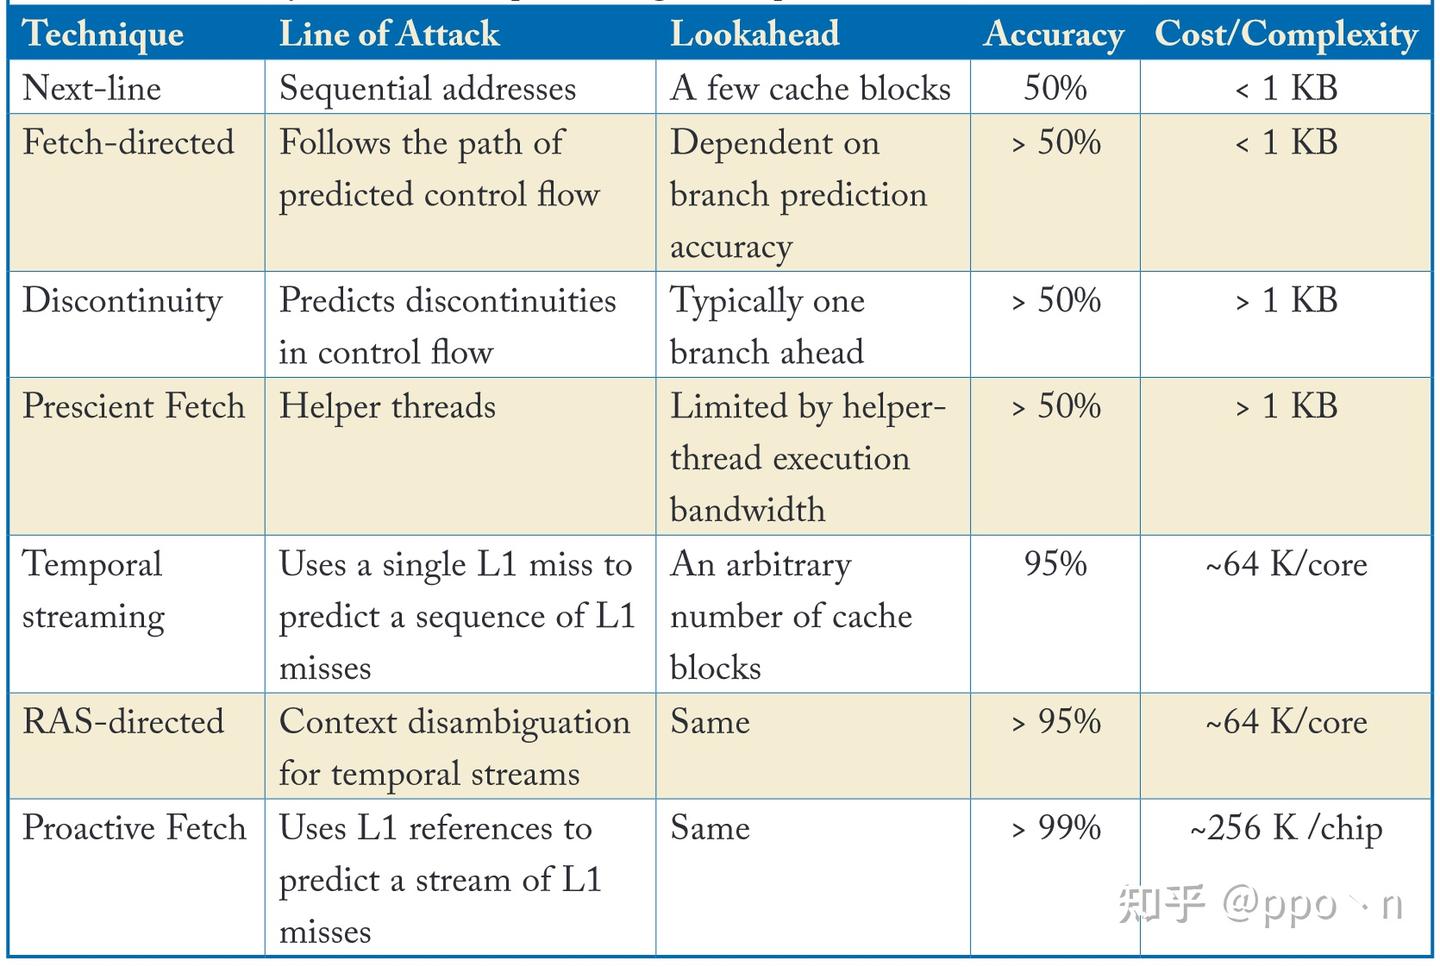 Technique Line of Attack Lookahead Accuracy Cost/Complexity
Next-line Sequential addresses A few cache blocks 50% < 1 KB
Fetch-directed Follows the path of Dependent on > 50% < 1 KB
predicted control flow branch prediction
accuracy
Discontinuity Predicts discontinuities Typically one > 50% > 1 KB
in control flow branch ahead
Prescient Fetch Helper threads Limited by helper- > 50% > 1 KB
thread execution
bandwidth
Temporal Uses a single L1 miss to An arbitrary 95% ~64 K/core
streaming predict a sequence of L1 number of cache
misses blocks
RAS-directed Context disambiguation Same > 95% ~64 K/core
for temporal streams
Proactive Fetch Uses L1 references to Same > 99% ~256 K /chip
predict a stream of L1
misses
知乎 @ppo丶n